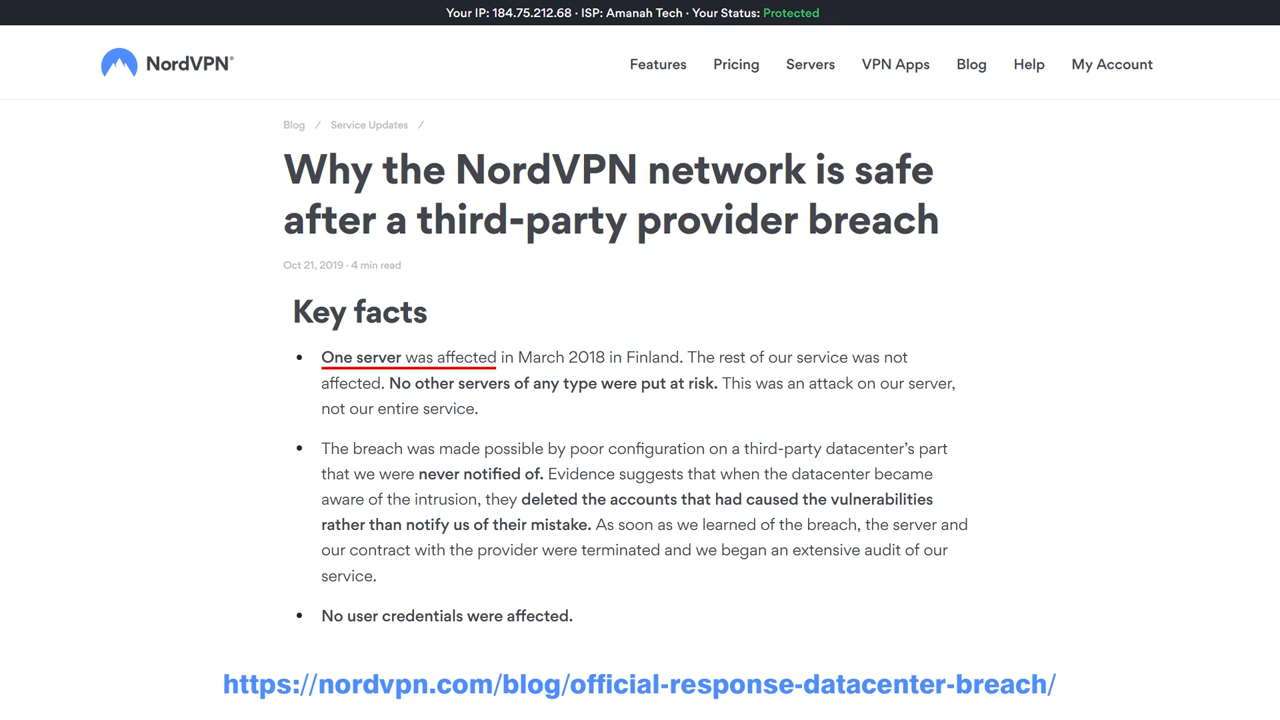 Your IP: 184.75.212.68 · ISP: Amanah Tech · Your Status: Protected
NordVPN®
Features Pricing Servers VPN Apps Blog Help My Account
Blog / Service Updates /
Why the NordVPN network is safe
after a third-party provider breach
Oct 21, 2019 · 4 min read
Key facts
• One server was affected in March 2018 in Finland. The rest of our service was not
affected. No other servers of any type were put at risk. This was an attack on our server,
not our entire service.
• The breach was made possible by poor configuration on a third-party datacenter’s part
that we were never notified of. Evidence suggests that when the datacenter became
aware of the intrusion, they deleted the accounts that had caused the vulnerabilities
rather than notify us of their mistake. As soon as we learned of the breach, the server and
our contract with the provider were terminated and we began an extensive audit of our
service.
• No user credentials were affected.
https://nordvpn.com/blog/official-response-datacenter-breach/